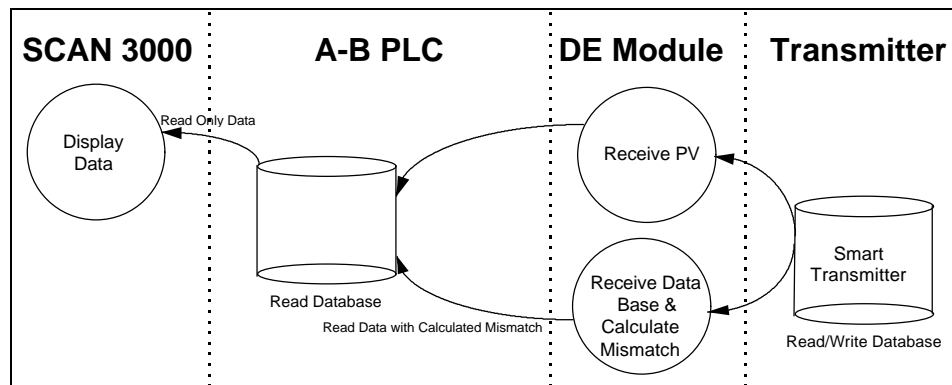 SCAN 3000
A-B PLC
DE Module
Transmitter
Read Only Data
Display
Data
Receive PV
Smart
Transmitter
Read Database
Receive Data
Base &
Calculate
Mismatch
Read Data with Calculated Mismatch
Read/Write Database